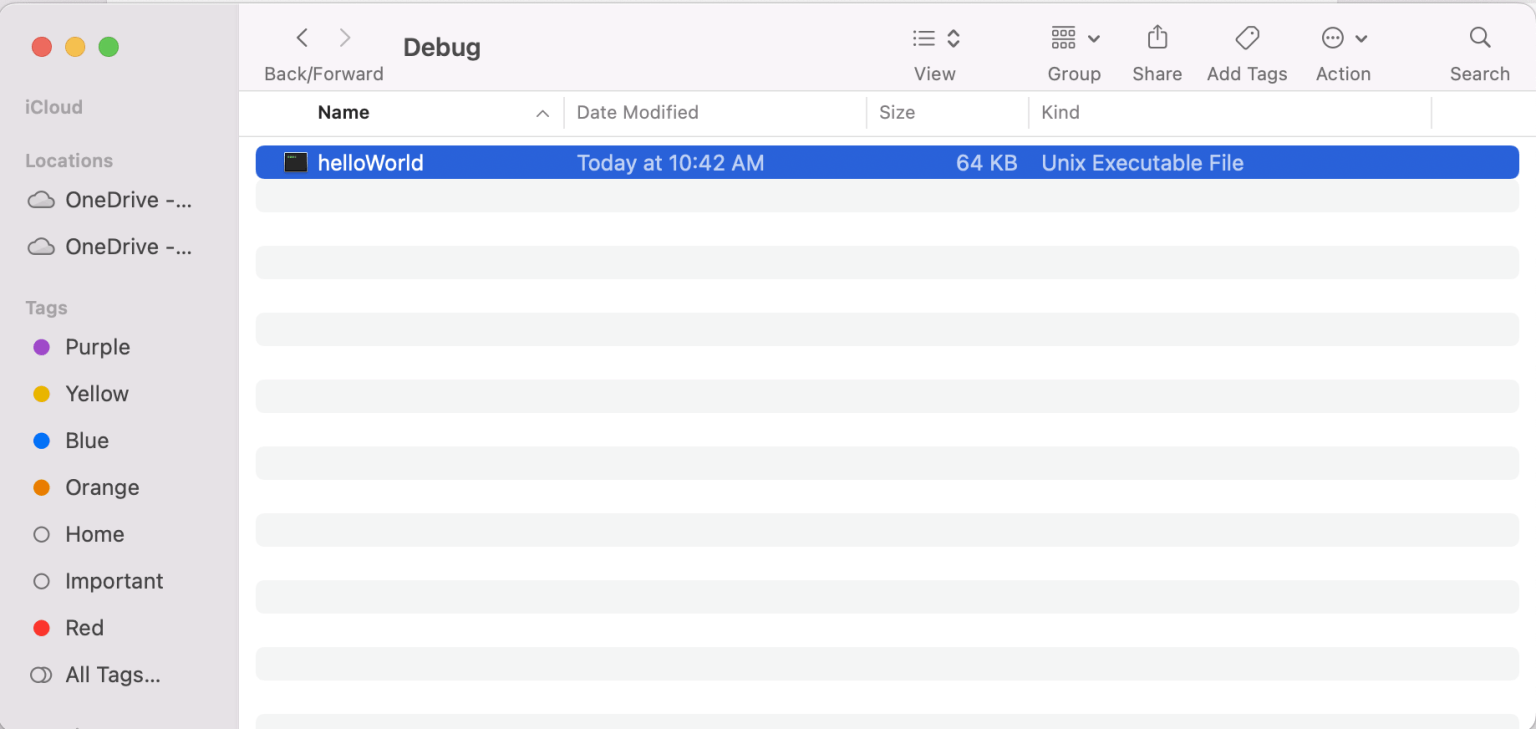 Debug
Back/Forward
View
Group
Share
Add Tags
Action
Search
iCloud
Locations
OneDrive -...
OneDrive -...
Tags
Purple
Yellow
Blue
Orange
Home
Important
Red
All Tags...
Name Date Modified Size Kind
helloWorld Today at 10:42 AM 64 KB Unix Executable File